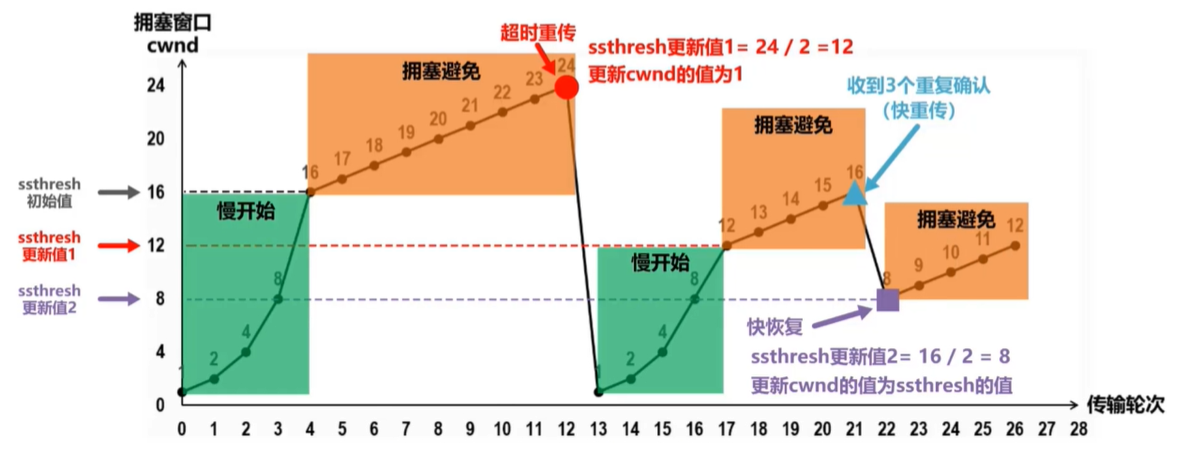 拥塞窗口
cwnd
24
20
16
12
8
4
0
ssthresh
初始值
ssthresh
更新值1
ssthresh
更新值2
慢开始
1
2
4
8
16
拥塞避免
17
18
19
20
21
22
23
24
超时重传
ssthresh更新值1= 24 / 2 =12
更新cwnd的值为1
慢开始
1
2
4
8
12
拥塞避免
13
14
15
16
收到3个重复确认
（快重传）
拥塞避免
8
9
10
11
12
快恢复
ssthresh更新值2= 16 / 2 = 8
更新cwnd的值为ssthresh的值
0 1 2 3 4 5 6 7 8 9 10 11 12 13 14 15 16 17 18 19 20 21 22 23 24 25 26 27 28
传输轮次